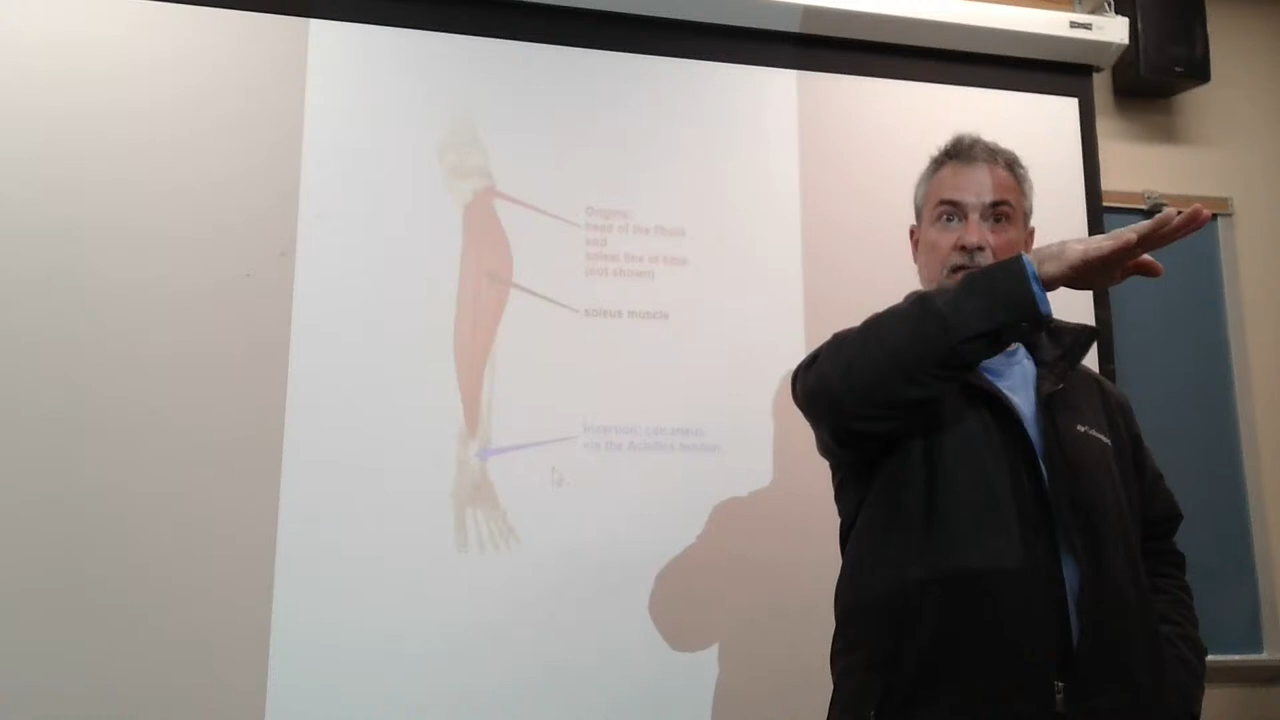 Origins:
head of the fibula
and
soleal line of tibia
(not shown)
soleus muscle
Insertion: calcaneus
via the Achilles tendon
Columbia